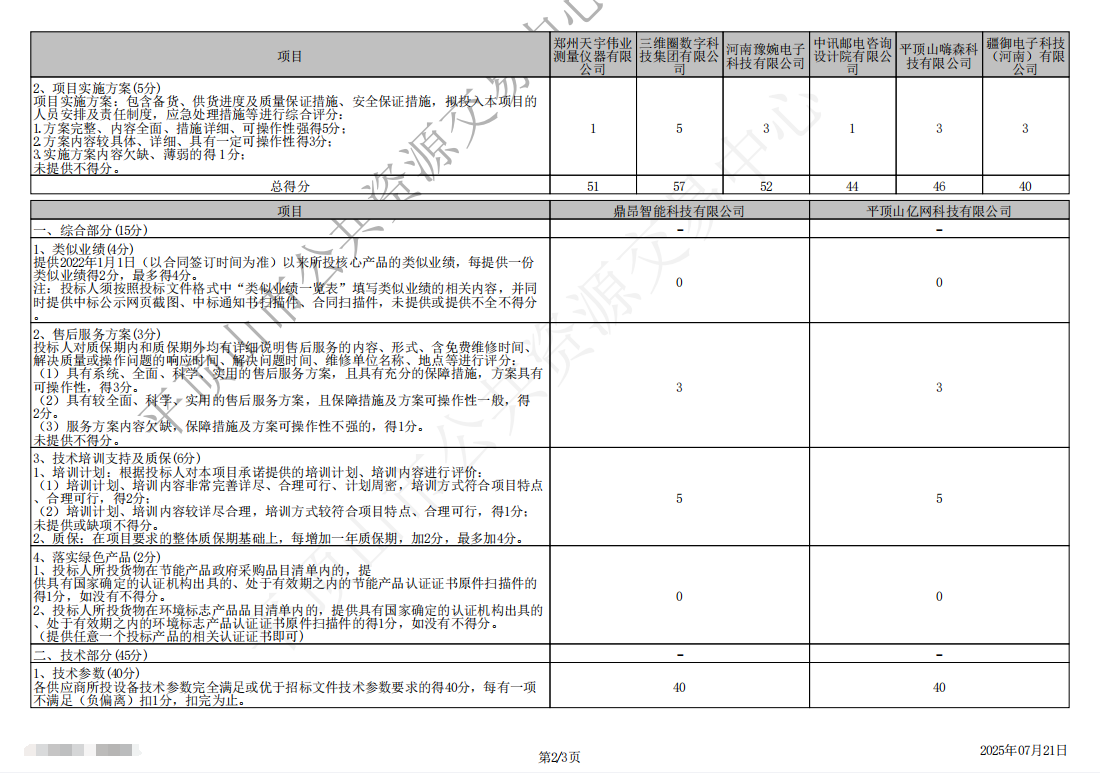 项目
郑州天宇伟业
测量仪器有限
公司
三维圈数字科
技集团有限公
司
河南豫婉电子
科技有限公司
中讯邮电咨询
设计院有限公
司
平顶山嗨森科
技有限公司
疆御电子科技
（河南）有限
公司
2、项目实施方案(5分)
项目实施方案：包含备货、供货进度及质量保证措施、安全保证措施，拟投入本项目的
人员安排及责任制度，应急处理措施等进行综合评分：
1.方案完整、内容全面、措施详细、可操作性强得5分；
2.方案内容较具体、详细、具有一定可操作性得3分；
3.实施方案内容欠缺、薄弱的得1分；
未提供不得分。
1 5 3 1 3 3
总得分 51 57 52 44 46 40
项目 鼎昂智能科技有限公司 平顶山亿网科技有限公司
一、综合部分(15分) － －
1、类似业绩(4分)
提供2022年1月1日（以合同签订时间为准）以来所投核心产品的类似业绩，每提供一份
类似业绩得2分，最多得4分。
注：投标人须按照投标文件格式中“类似业绩一览表”填写类似业绩的相关内容，并同
时提供中标公示网页截图、中标通知书扫描件、合同扫描件，未提供或提供不全不得分
。
0 0
2、售后服务方案(3分)
投标人对质保期内和质保期外均有详细说明售后服务的内容、形式、含免费维修时间、
解决质量或操作问题的响应时间、解决问题时间、维修单位名称、地点等进行评分；
（1）具有系统、全面、科学、实用的售后服务方案，且具有充分的保障措施，方案具有
可操作性，得3分。
（2）具有较全面、科学、实用的售后服务方案，且保障措施及方案可操作性一般，得
2分。
（3）服务方案内容欠缺，保障措施及方案可操作性不强的，得1分。
未提供不得分。
3 3
3、技术培训支持及质保(6分)
1、培训计划：根据投标人对本项目承诺提供的培训计划、培训内容进行评价；
（1）培训计划、培训内容非常完善详尽、合理可行、计划周密，培训方式符合项目特点
、合理可行，得2分；
（2）培训计划、培训内容较详尽合理，培训方式较符合项目特点、合理可行，得1分；
未提供或缺项不得分。
2、质保：在项目要求的整体质保期基础上，每增加一年质保期，加2分，最多加4分。
5 5
4、落实绿色产品(2分)
1、投标人所投货物在节能产品政府采购品目清单内的，提
供具有国家确定的认证机构出具的、处于有效期之内的节能产品认证证书原件扫描件的
得1分，如没有不得分。
2、投标人所投货物在环境标志产品品目清单内的，提供具有国家确定的认证机构出具的
、处于有效期之内的环境标志产品认证证书原件扫描件的得1分，如没有不得分。
(提供任意一个投标产品的相关认证证书即可)
0 0
二、技术部分(45分) － －
1、技术参数(40分)
各供应商所投设备技术参数完全满足或优于招标文件技术参数要求的得40分，每有一项
不满足（负偏离）扣1分，扣完为止。
40 40
平顶山市公共资源交易中心
平顶山市公共资源交易中心
第2/3页
2025年07月21日